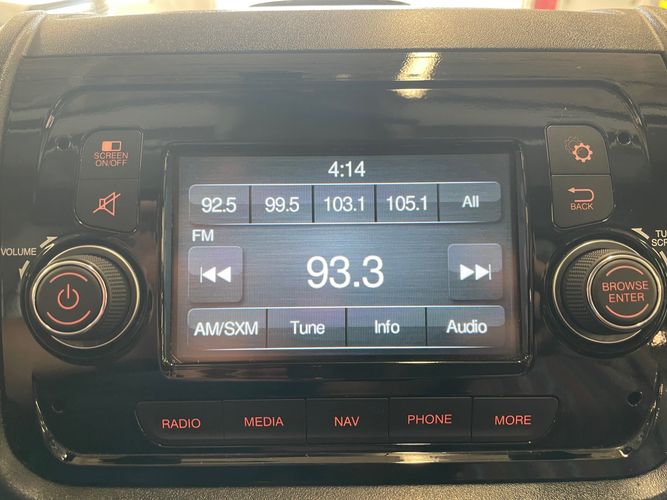 4:14
SCREEN
ON/OFF
92.5 99.5 103.1 105.1 All
BACK
FM
VOLUME
93.3
BROWSE
ENTER
AM/SXM Tune Info Audio
RADIO MEDIA NAV PHONE MORE